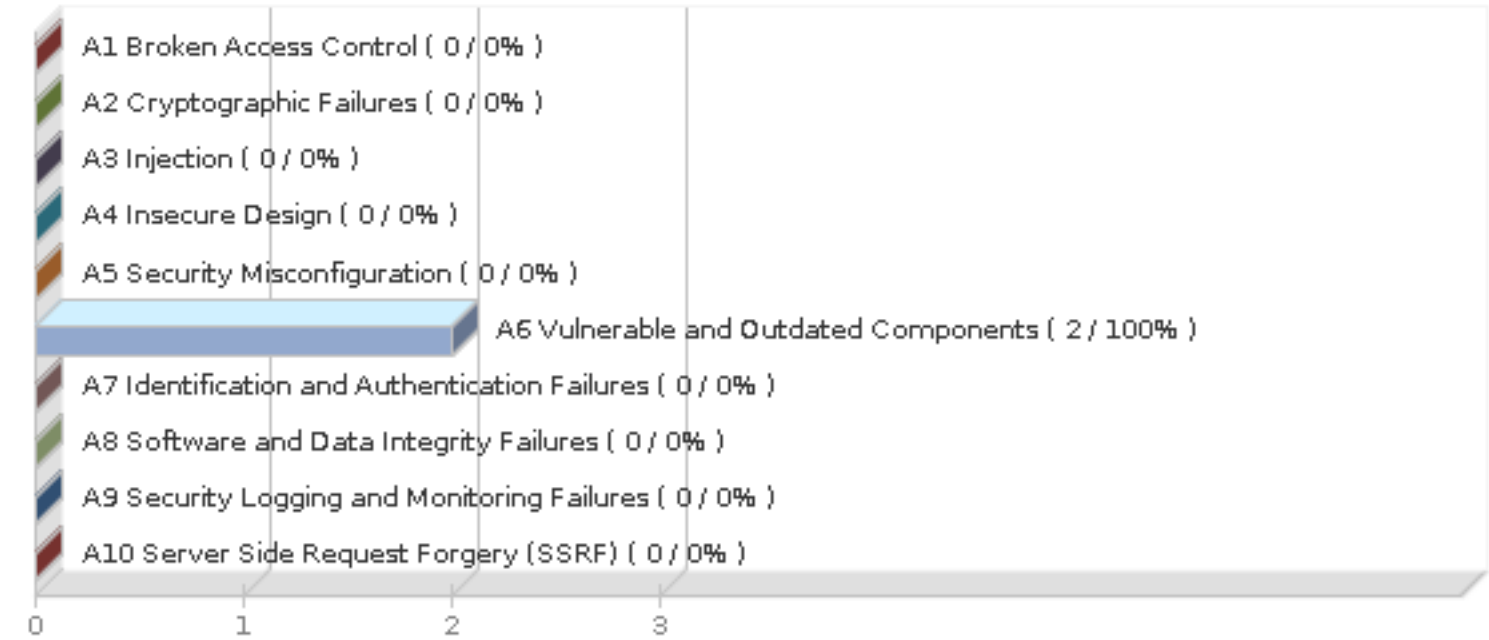 A1 Broken Access Control ( 0 / 0% )
A2 Cryptographic Failures ( 0 / 0% )
A3 Injection ( 0 / 0% )
A4 Insecure Design ( 0 / 0% )
A5 Security Misconfiguration ( 0 / 0% )
A6 Vulnerable and Outdated Components ( 2 / 100% )
A7 Identification and Authentication Failures ( 0 / 0% )
A8 Software and Data Integrity Failures ( 0 / 0% )
A9 Security Logging and Monitoring Failures ( 0 / 0% )
A10 Server Side Request Forgery (SSRF) ( 0 / 0% )
0 1 2 3